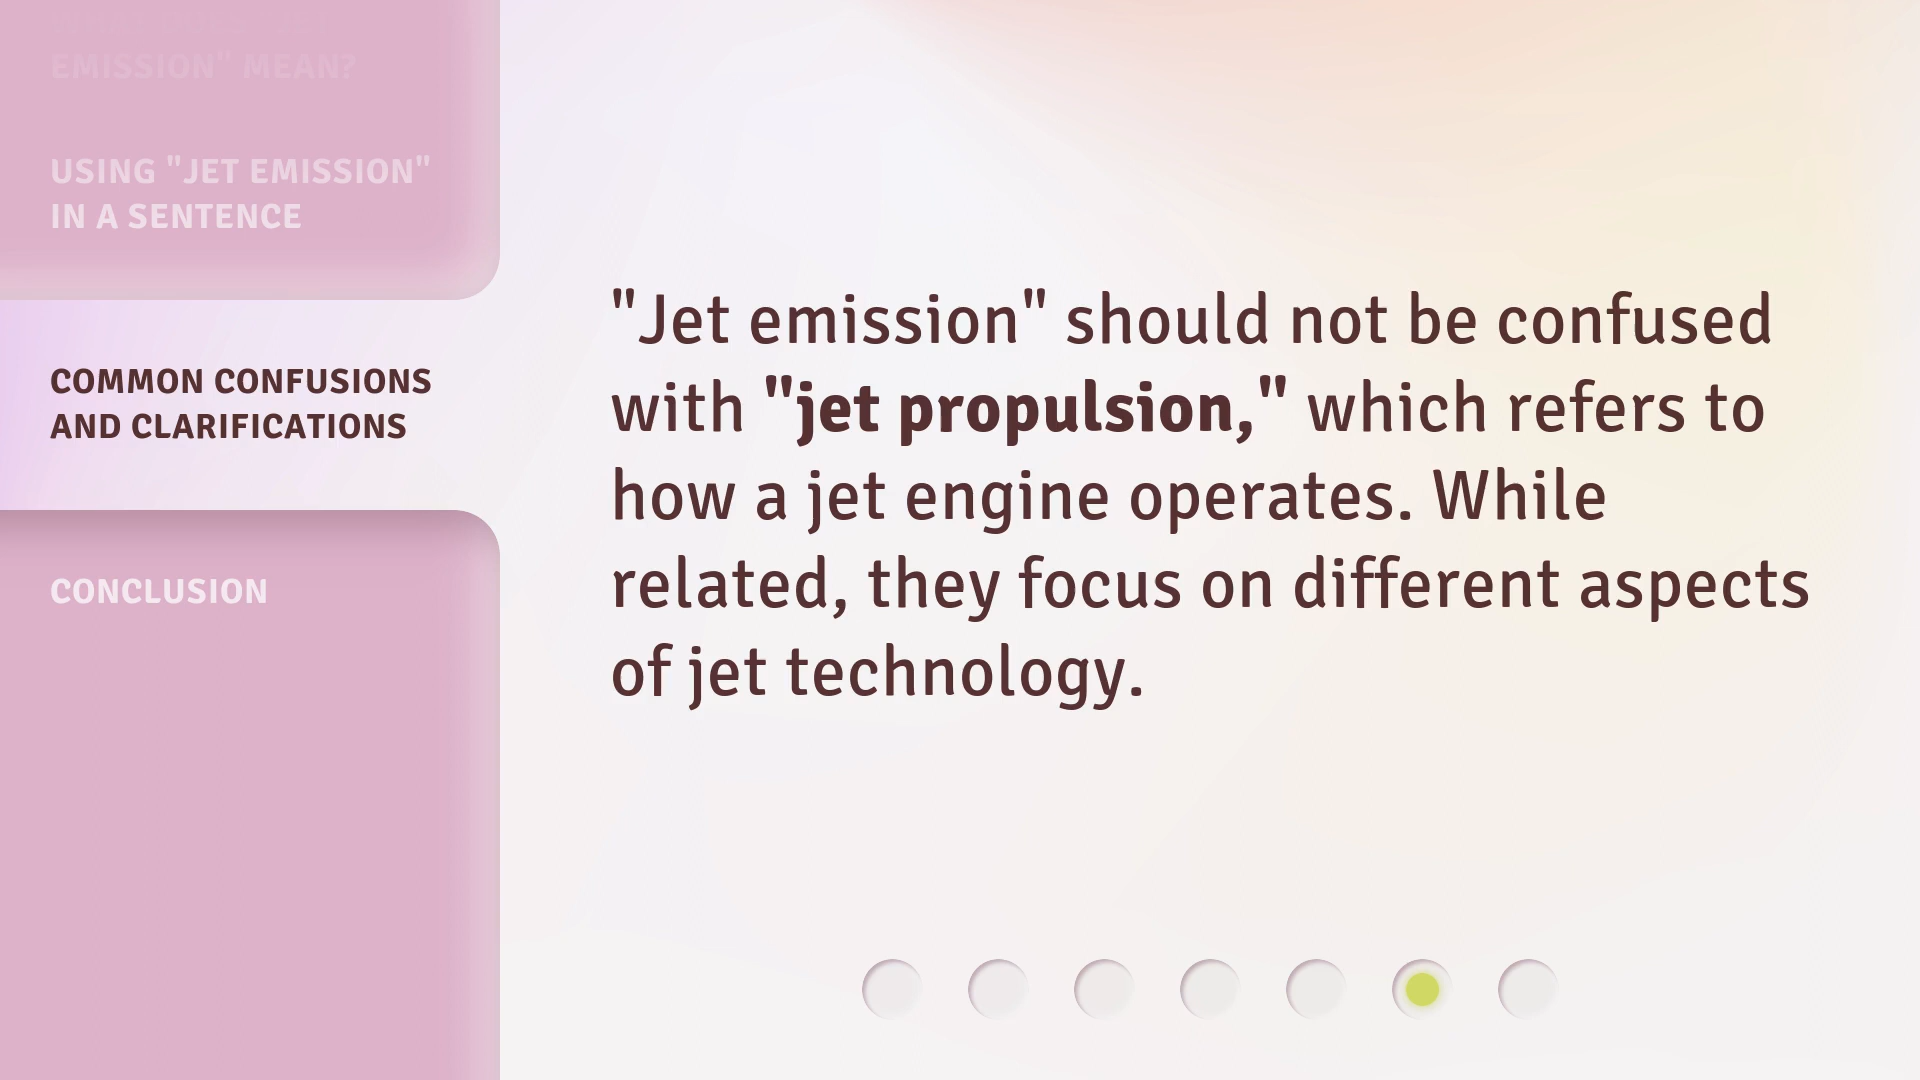 EMISSION" MEAN?
USING "JET EMISSION"
IN A SENTENCE
COMMON CONFUSIONS
AND CLARIFICATIONS
CONCLUSION
"Jet emission" should not be confused
with "jet propulsion," which refers to
how a jet engine operates. While
related, they focus on different aspects
of jet technology.